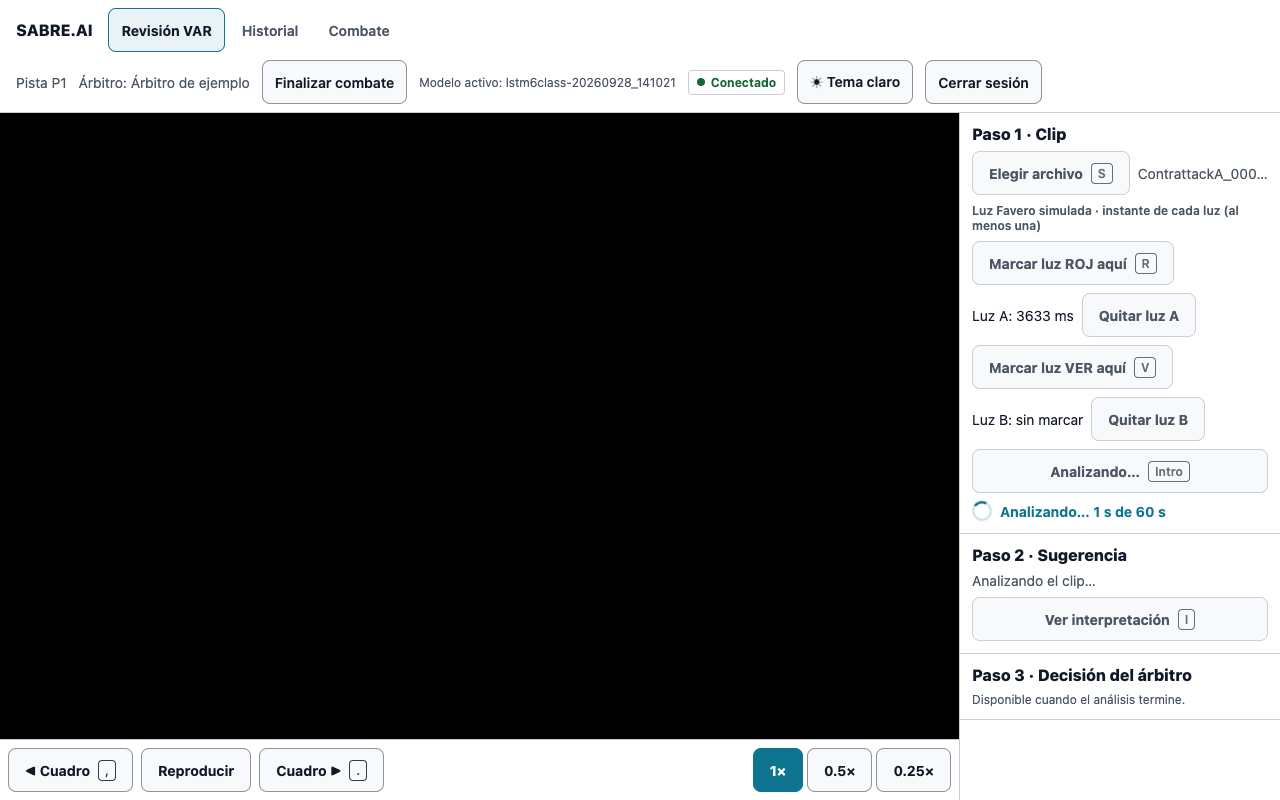 SABRE.AI Revisión VAR Historial Combate
Pista P1 Árbitro: Árbitro de ejemplo Finalizar combate Modelo activo: lstm6class-20260928_141021 Conectado ☀ Tema claro Cerrar sesión
Paso 1 · Clip
Elegir archivo S ContrattackA_000...
Luz Favero simulada · instante de cada luz (al
menos una)
Marcar luz ROJ aquí R
Luz A: 3633 ms Quitar luz A
Marcar luz VER aquí V
Luz B: sin marcar Quitar luz B
Analizando... Intro
Analizando... 1 s de 60 s
Paso 2 · Sugerencia
Analizando el clip...
Ver interpretación I
Paso 3 · Decisión del árbitro
Disponible cuando el análisis termine.
◀ Cuadro , Reproducir Cuadro ▶ . 1× 0.5× 0.25×